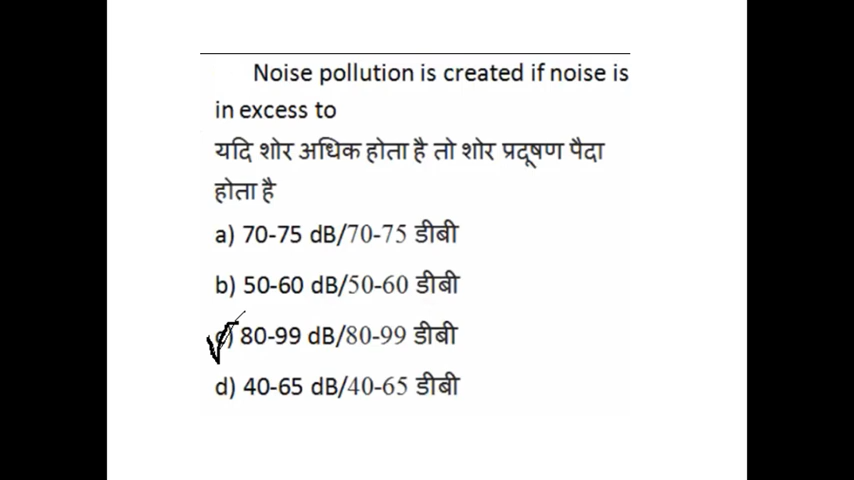 Noise pollution is created if noise is
in excess to
यदि शोर अधिक होता है तो शोर प्रदूषण पैदा
होता है
a) 70-75 dB/70-75 डीबी
b) 50-60 dB/50-60 डीबी
c) 80-99 dB/80-99 डीबी
d) 40-65 dB/40-65 डीबी